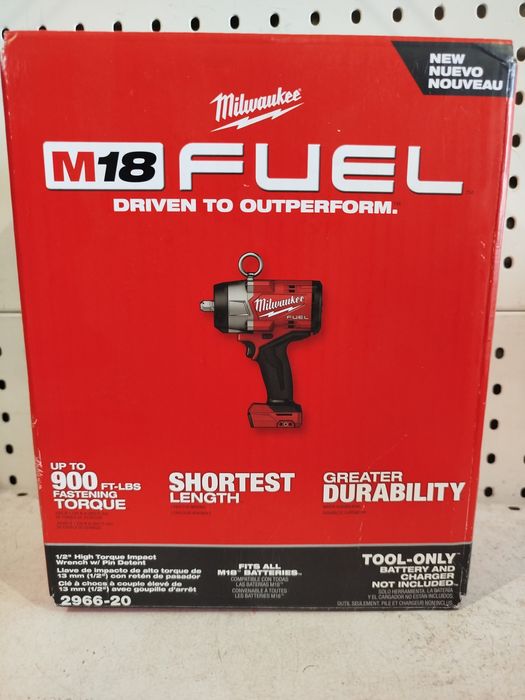 NEW
NUEVO
NOUVEAU
Milwaukee
M18 FUEL
DRIVEN TO OUTPERFORM.
Milwaukee
FUEL
UP TO
900 FT-LBS
FASTENING
TORQUE
SHORTEST
LENGTH
GREATER
DURABILITY
1/2" High Torque Impact
Wrench w/ Pin Detent
Llave de impacto de alto torque de
13 mm (1/2") con retén de pasador
Clé à chocs à couple élevé de
13 mm (1/2") avec goupille d'arrêt
2966-20
FITS ALL
M18™ BATTERIES
COMPATIBLE CON TODAS
LAS BATERÍAS M18™
CONVENABLE À TOUTES
LES BATTERIES M18™
TOOL-ONLY
BATTERY AND
CHARGER
NOT INCLUDED
SOLO HERRAMIENTA. LA BATERÍA
Y EL CARGADOR NO ESTÁN INCLUIDOS.
OUTIL SEULEMENT. PILE ET CHARGEUR NON INCLUS.